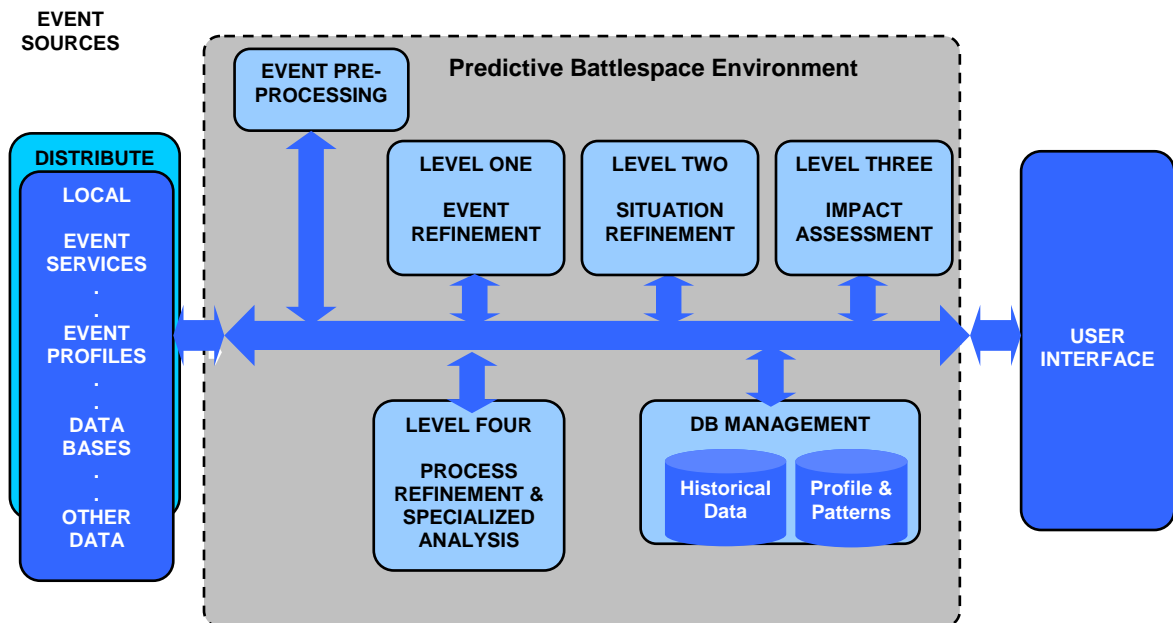 EVENT
SOURCES
Predictive Battlespace Environment
EVENT PRE-
PROCESSING
DISTRIBUTE
LOCAL
EVENT
SERVICES
.
.
EVENT
PROFILES
.
.
DATA
BASES
.
.
OTHER
DATA
LEVEL ONE
EVENT
REFINEMENT
LEVEL TWO
SITUATION
REFINEMENT
LEVEL THREE
IMPACT
ASSESSMENT
USER
INTERFACE
LEVEL FOUR
PROCESS
REFINEMENT &
SPECIALIZED
ANALYSIS
DB MANAGEMENT
Historical
Data
Profile &
Patterns